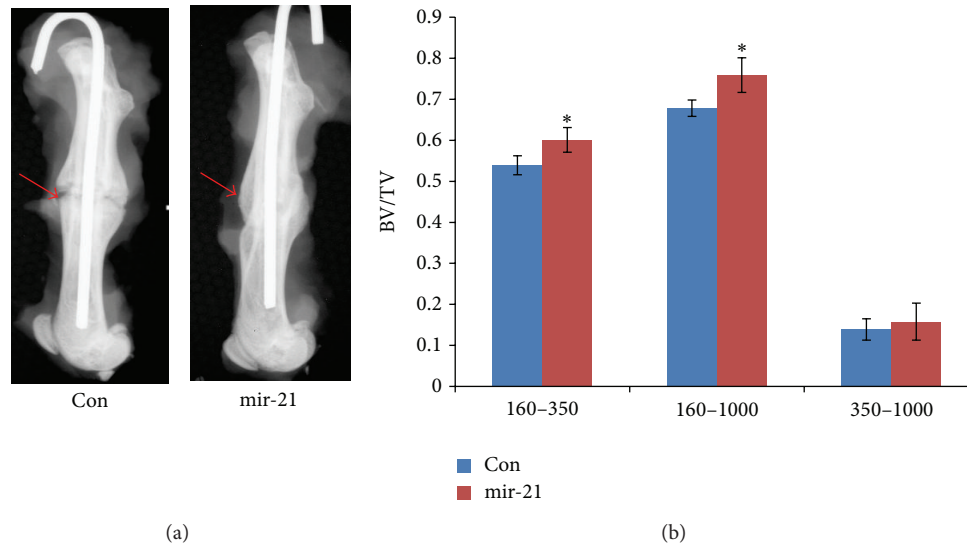 Con
mir-21
(a)
0.9
0.8
0.7
0.6
0.5
0.4
0.3
0.2
0.1
0
BV/TV
*
*
160–350
160–1000
350–1000
Con
mir-21
(b)